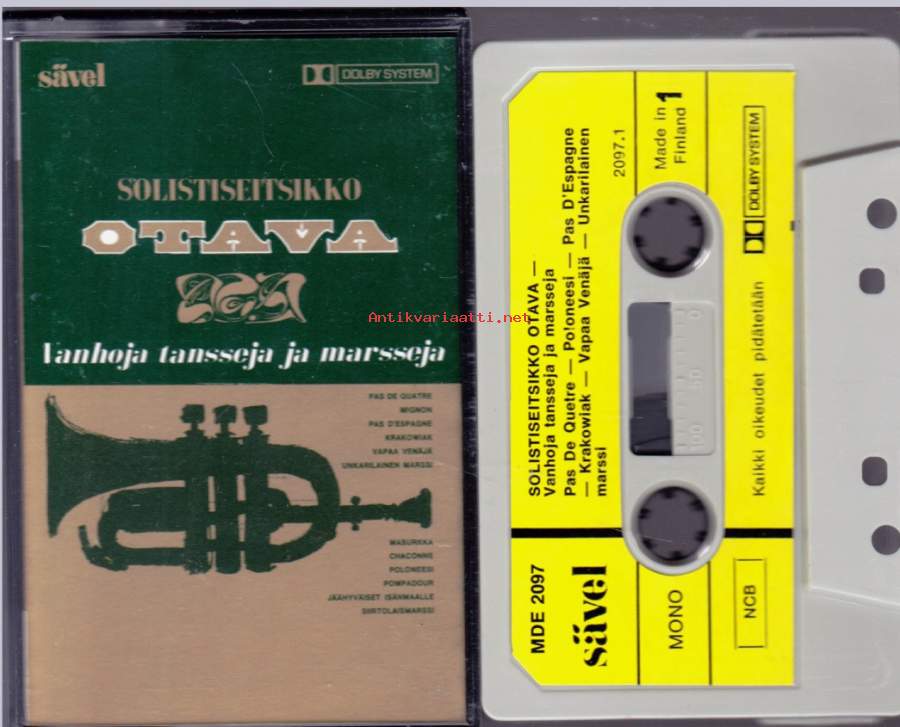 sävel
DOLBY SYSTEM
SOLISTISEITSIKKO
OTAVA
Vanhoja tansseja ja marsseja
PAS DE QUATRE
MIGNON
PAS D'ESPAGNE
KRAKOWIAK
VAPAA VENÄJÄ
UNKARILAINEN MARSSI
MASURKKA
CHACONNE
POLONEESI
POMPADOUR
JÄÄHYVÄISET ISÄNMAALLE
SIIRTOLAISMARSSI
Antikvariaatti.net
MDE 2097
sävel
MONO
NCB
SOLISTISEITSIKKO OTAVA —
Vanhoja tansseja ja marsseja
Pas De Quetre — Poloneesi — Pas D'Espagne
— Krakowiak — Vapaa Venäjä — Unkarilainen
marssi
2097.1
Made in
Finland
1
DOLBY SYSTEM
Kaikki oikeudet pidätetään
0
50
100